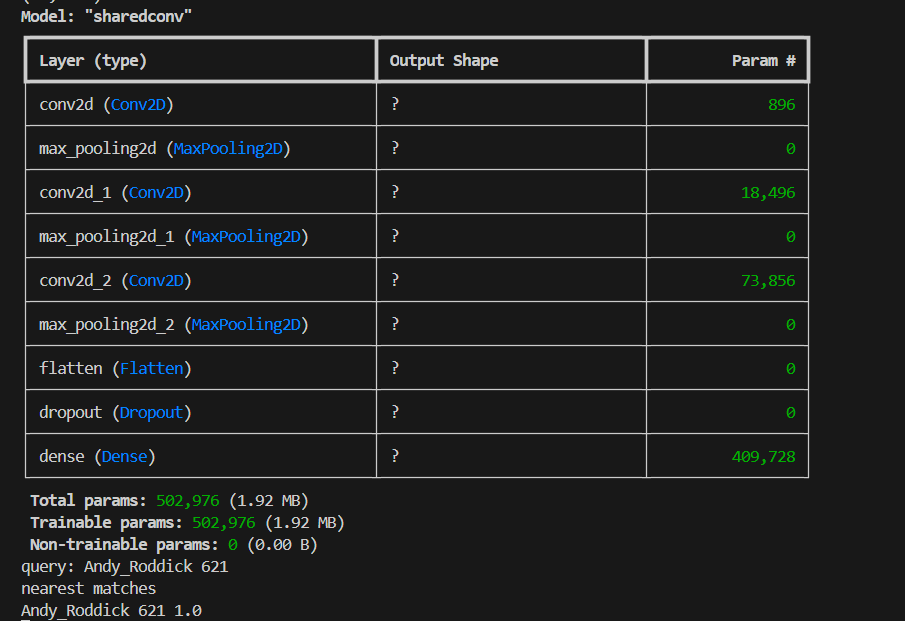 Model: "sharedconv"
Layer (type) Output Shape Param #
conv2d (Conv2D) ? 896
max_pooling2d (MaxPooling2D) ? 0
conv2d_1 (Conv2D) ? 18,496
max_pooling2d_1 (MaxPooling2D) ? 0
conv2d_2 (Conv2D) ? 73,856
max_pooling2d_2 (MaxPooling2D) ? 0
flatten (Flatten) ? 0
dropout (Dropout) ? 0
dense (Dense) ? 409,728
Total params: 502,976 (1.92 MB)
Trainable params: 502,976 (1.92 MB)
Non-trainable params: 0 (0.00 B)
query: Andy_Roddick 621
nearest matches
Andy_Roddick 621 1.0